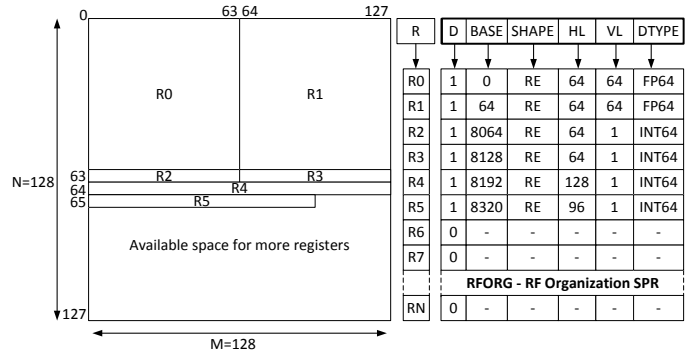 0 63 64 127
R D BASE SHAPE HL VL DTYPE
R0 R1
63 R2 R3
64 R4
65 R5
N=128
Available space for more registers
127
M=128
R0 1 0 RE 64 64 FP64
R1 1 64 RE 64 64 FP64
R2 1 8064 RE 64 1 INT64
R3 1 8128 RE 64 1 INT64
R4 1 8192 RE 128 1 INT64
R5 1 8320 RE 96 1 INT64
R6 0 - - - - -
R7 0 - - - - -
RFORG - RF Organization SPR
RN 0 - - - - -